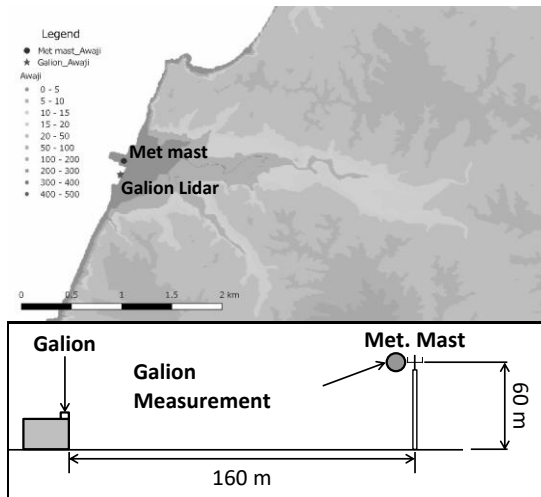 Legend
Met mast_Awaji
Galion_Awaji
Awaji
0 - 5
5 - 10
10 - 15
15 - 20
20 - 50
50 - 100
100 - 200
200 - 300
300 - 400
400 - 500
Met mast
Galion Lidar
0 0.5 1 1.5 2 km
Galion
Met. Mast
Galion
Measurement
60 m
160 m